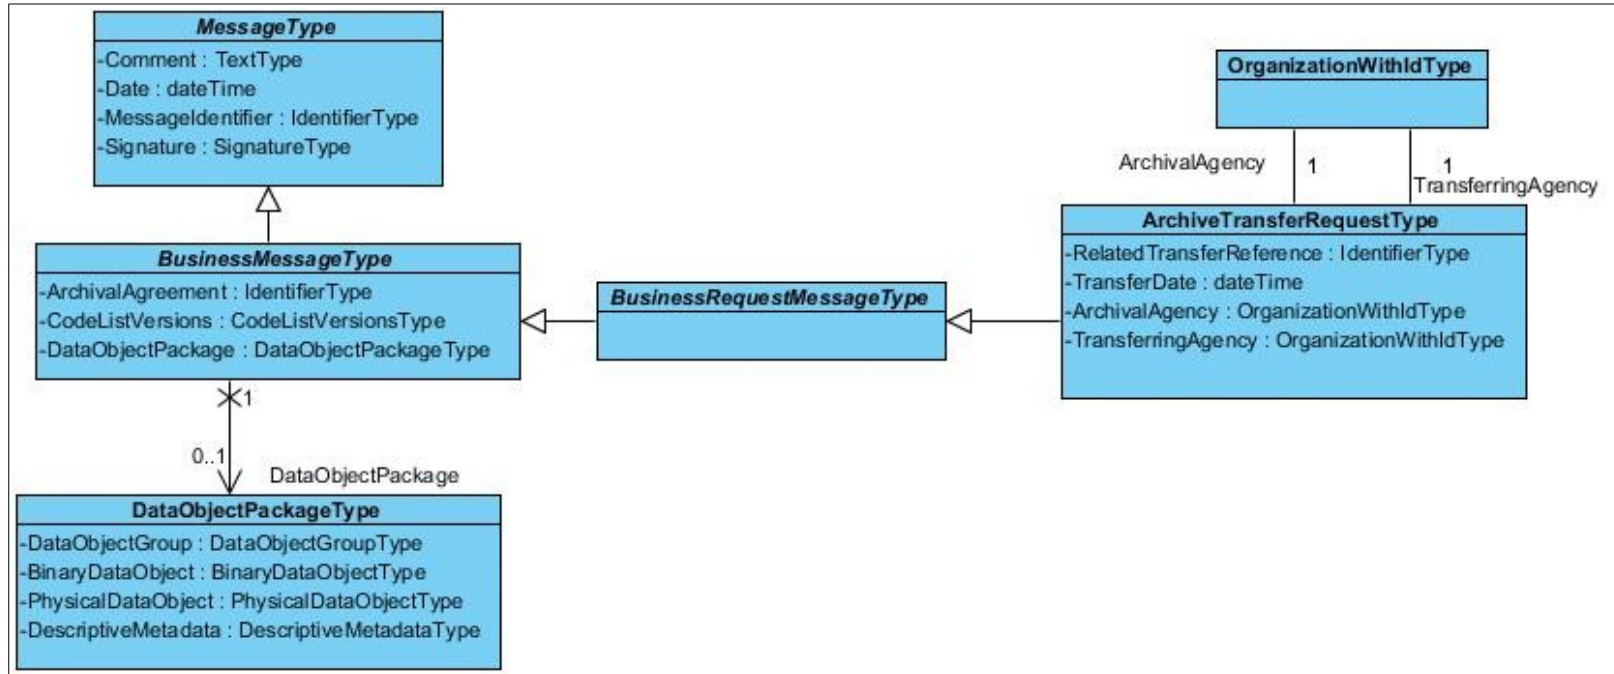 MessageType
-Comment : TextType
-Date : dateTime
-MessageIdentifier : IdentifierType
-Signature : SignatureType
OrganizationWithIdType
ArchivalAgency
1
1
TransferringAgency
ArchiveTransferRequestType
-RelatedTransferReference : IdentifierType
-TransferDate : dateTime
-ArchivalAgency : OrganizationWithIdType
-TransferringAgency : OrganizationWithIdType
BusinessMessageType
-ArchivalAgreement : IdentifierType
-CodeListVersions : CodeListVersionsType
-DataObjectPackage : DataObjectPackageType
BusinessRequestMessageType
1
0..1
DataObjectPackage
DataObjectPackageType
-DataObjectGroup : DataObjectGroupType
-BinaryDataObject : BinaryDataObjectType
-PhysicalDataObject : PhysicalDataObjectType
-DescriptiveMetadata : DescriptiveMetadataType